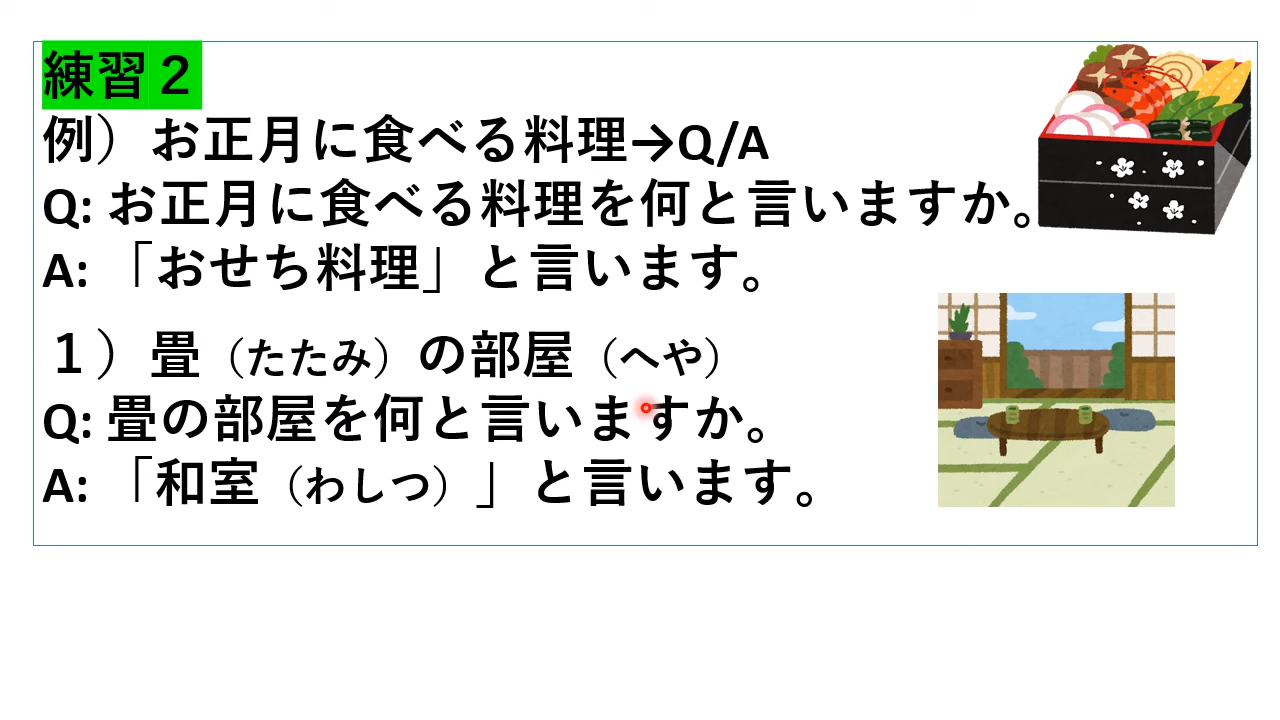 練習２
例）お正月に食べる料理→Q/A
Q: お正月に食べる料理を何と言いますか。
A: 「おせち料理」と言います。
１）畳（たたみ）の部屋（へや）
Q: 畳の部屋を何と言いますか。
A: 「和室（わしつ）」と言います。